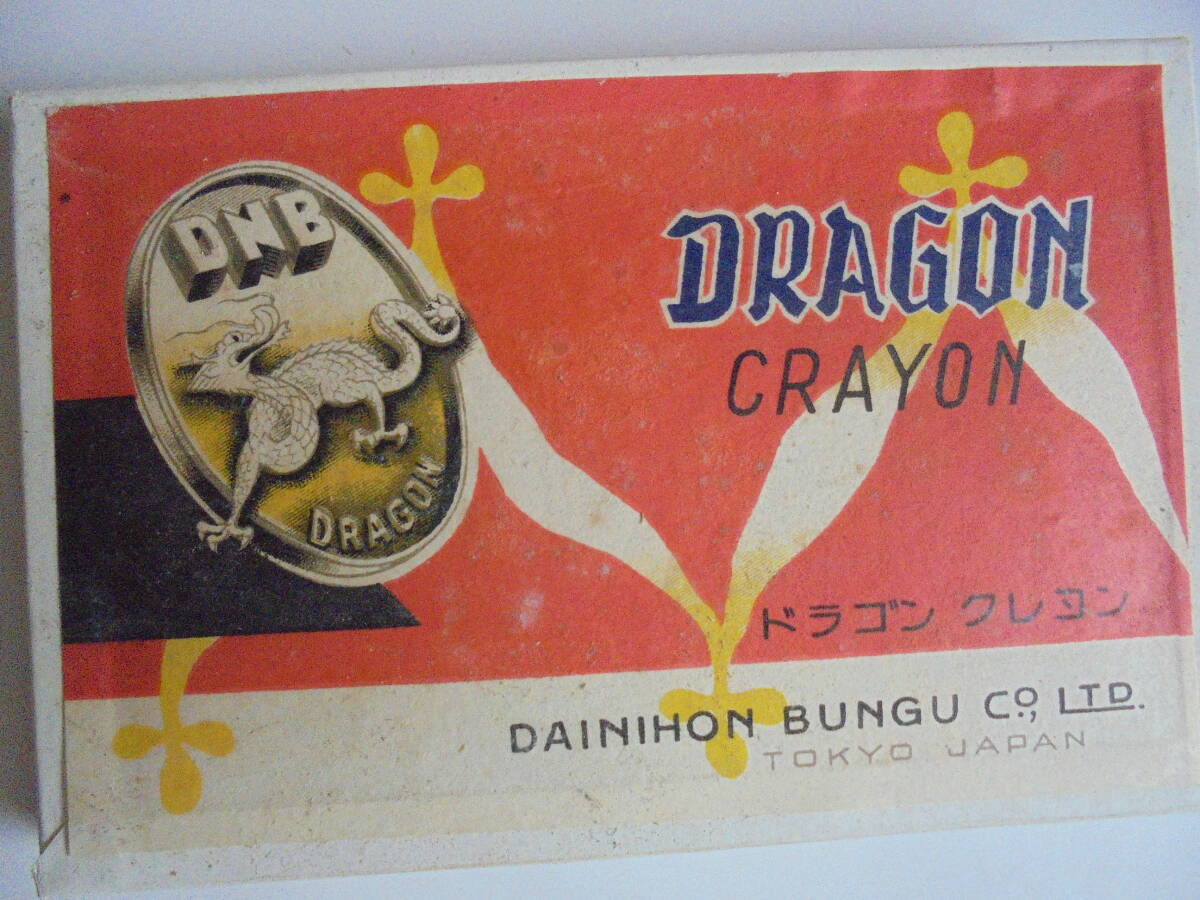 DNB
DRAGON
DRAGON
CRAYON
ドラゴン クレヨン
DAINIHON BUNGU CO., LTD.
TOKYO JAPAN